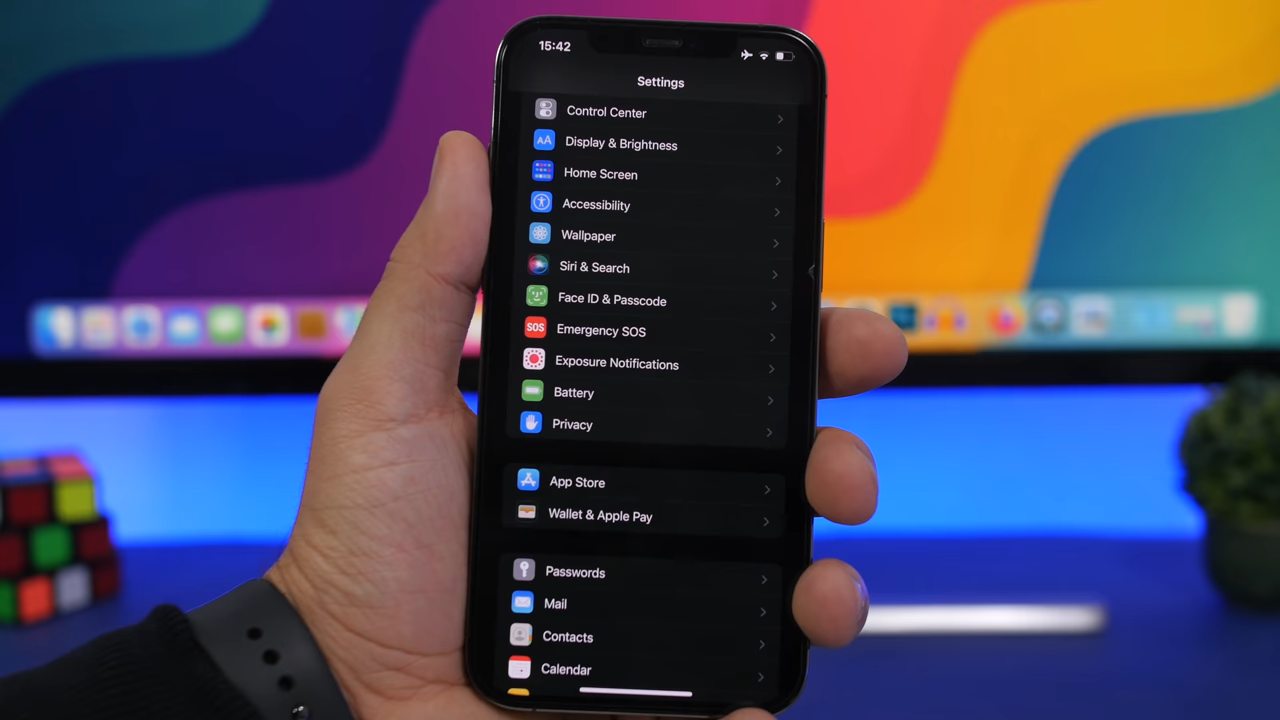 15:42
Settings
Control Center
AA Display & Brightness
Home Screen
Accessibility
Wallpaper
Siri & Search
Face ID & Passcode
SOS Emergency SOS
Exposure Notifications
Battery
Privacy
App Store
Wallet & Apple Pay
Passwords
Mail
Contacts
Calendar